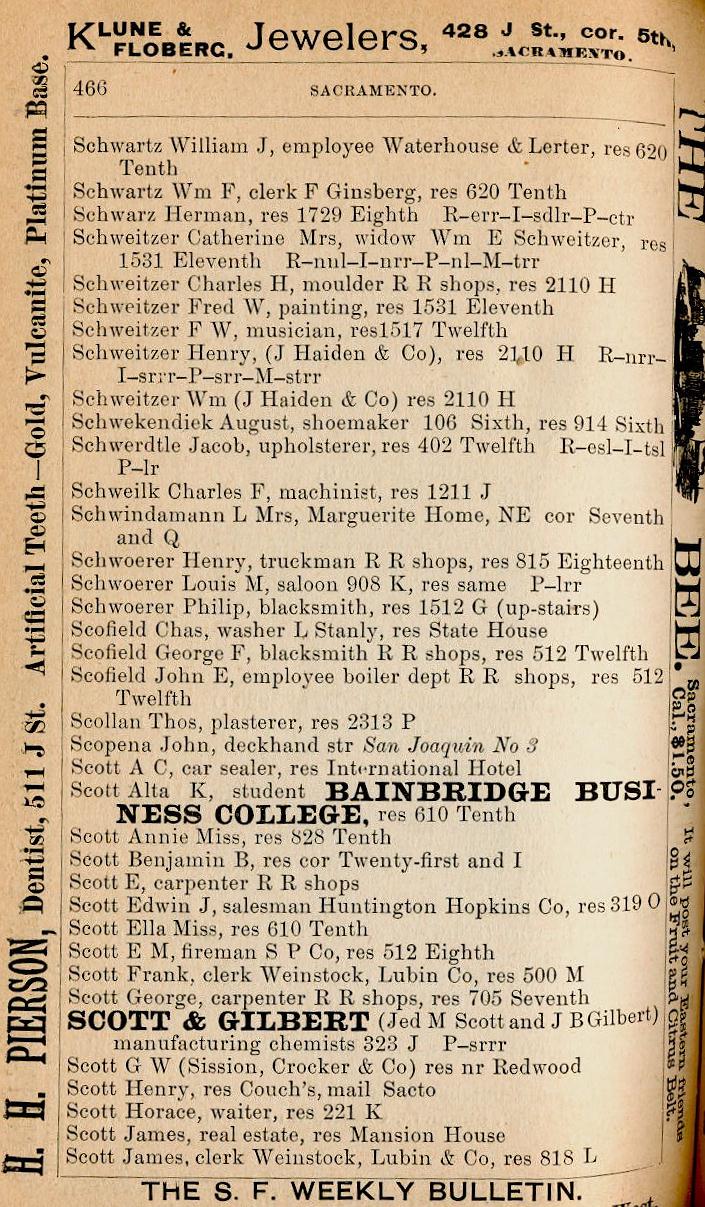 KLUNE & FLOBERG, Jewelers, 428 J St., cor. 5th, SACRAMENTO.
466 SACRAMENTO.
Schwartz William J, employee Waterhouse & Lerter, res 620
Tenth
Schwartz Wm F, clerk F Ginsberg, res 620 Tenth
Schwarz Herman, res 1729 Eighth R–err–I–sdlr–P–ctr
Schweitzer Catherine Mrs, widow Wm E Schweitzer, res
1531 Eleventh R–nnl–I–nrr–P–nl–M–trr
Schweitzer Charles H, moulder R R shops, res 2110 H
Schweitzer Fred W, painting, res 1531 Eleventh
Schweitzer F W, musician, res1517 Twelfth
Schweitzer Henry, (J Haiden & Co), res 2110 H R–nrr–
I–srrr–P–srr–M–strr
Schweitzer Wm (J Haiden & Co) res 2110 H
Schwekendiek August, shoemaker 106 Sixth, res 914 Sixth
Schwerdtle Jacob, upholsterer, res 402 Twelfth R–esl–I–tsl
P–lr
Schweilk Charles F, machinist, res 1211 J
Schwindamann L Mrs, Marguerite Home, NE cor Seventh
and Q
Schwoerer Henry, truckman R R shops, res 815 Eighteenth
Schwoerer Louis M, saloon 908 K, res same P–lrr
Schwoerer Philip, blacksmith, res 1512 G (up-stairs)
Scofield Chas, washer L Stanly, res State House
Scofield George F, blacksmith R R shops, res 512 Twelfth
Scofield John E, employee boiler dept R R shops, res 512
Twelfth
Scollan Thos, plasterer, res 2313 P
Scopena John, deckhand str San Joaquin No 3
Scott A C, car sealer, res International Hotel
Scott Alta K, student BAINBRIDGE BUSI-
NESS COLLEGE, res 610 Tenth
Scott Annie Miss, res 828 Tenth
Scott Benjamin B, res cor Twenty-first and I
Scott E, carpenter R R shops
Scott Edwin J, salesman Huntington Hopkins Co, res 319 O
Scott Ella Miss, res 610 Tenth
Scott E M, fireman S P Co, res 512 Eighth
Scott Frank, clerk Weinstock, Lubin Co, res 500 M
Scott George, carpenter R R shops, res 705 Seventh
SCOTT & GILBERT (Jed M Scott and J B Gilbert)
manufacturing chemists 323 J P–srrr
Scott G W (Sission, Crocker & Co) res nr Redwood
Scott Henry, res Couch's, mail Sacto
Scott Horace, waiter, res 221 K
Scott James, real estate, res Mansion House
Scott James, clerk Weinstock, Lubin & Co, res 818 L
THE S. F. WEEKLY BULLETIN.
H. H. PIERSON, Dentist, 511 J St. Artificial Teeth—Gold, Vulcanite, Platinum Base.
THE BEE.
Sacramento,
Cal., $1.50.
It will post your Eastern friends
on the Fruit and Citrus Belt.